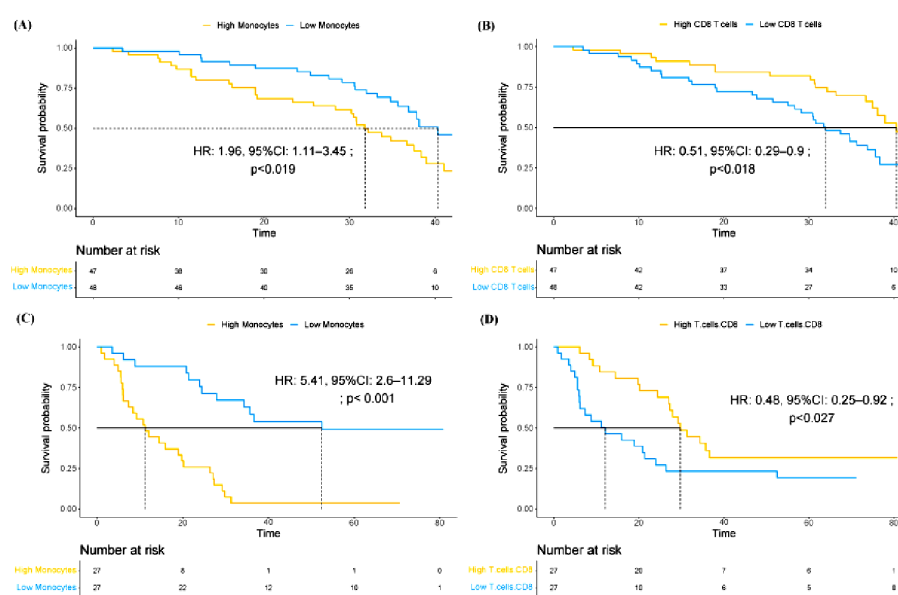 (A)
High Monocytes Low Monocytes
1.00
0.75
0.50
0.25
0.00
Survival probability
HR: 1.96, 95%CI: 1.11–3.45 ;
p<0.019
0 10 20 30 40
Time
Number at risk
High Monocytes 47 38 30 26 6
Low Monocytes 48 46 40 35 10
(B)
High CD8 T.cells Low CD8 T.cells
1.00
0.75
0.50
0.25
0.00
Survival probability
HR: 0.51, 95%CI: 0.29–0.9 ;
p<0.018
0 10 20 30 40
Time
Number at risk
High CD8 T.cells 47 42 37 34 10
Low CD8 T.cells 48 42 33 27 6
(C)
High Monocytes Low Monocytes
1.00
0.75
0.50
0.25
0.00
Survival probability
HR: 5.41, 95%CI: 2.6–11.29
; p< 0.001
0 20 40 60 80
Time
Number at risk
High Monocytes 27 8 1 1 0
Low Monocytes 27 22 12 10 1
(D)
High T.cells.CD8 Low T.cells.CD8
1.00
0.75
0.50
0.25
0.00
Survival probability
HR: 0.48, 95%CI: 0.25–0.92 ;
p<0.027
0 20 40 60 80
Time
Number at risk
High T.cells.CD8 27 20 7 6 1
Low T.cells.CD8 27 10 6 5